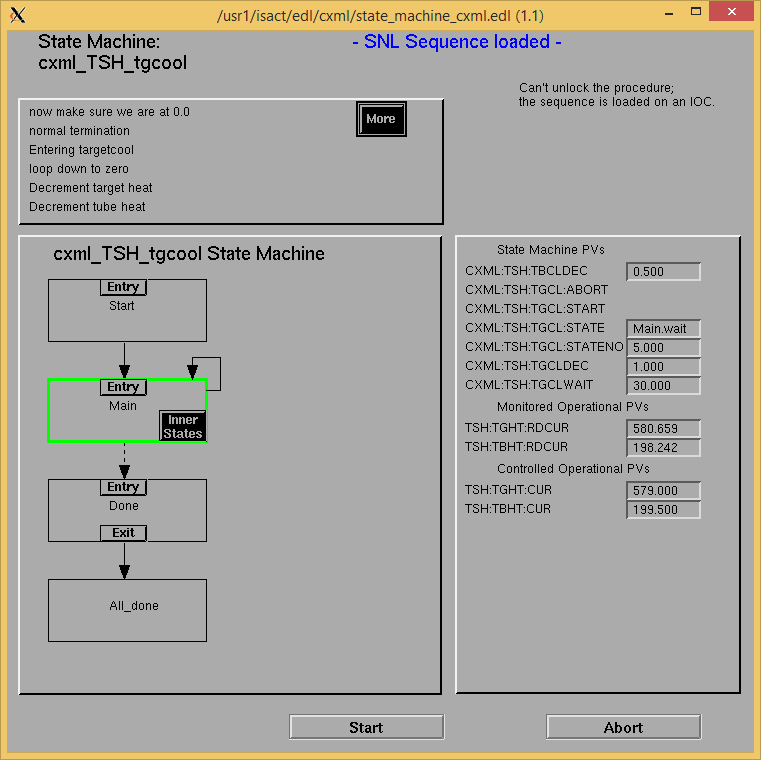 /usr1/isact/edl/cxml/state_machine_cxml.edl (1.1)
State Machine:
- SNL Sequence loaded -
cxml_TSH_tgcool
Can't unlock the procedure;
the sequence is loaded on an IOC.
now make sure we are at 0.0
More
normal termination
Entering targetcool
loop down to zero
Decrement target heat
Decrement tube heat
cxml_TSH_tgcool State Machine
Entry
Start
Entry
Main
Inner
States
Entry
Done
Exit
All_done
State Machine PVs
CXML:TSH:TBCLDEC 0.500
CXML:TSH:TGCL:ABORT
CXML:TSH:TGCL:START
CXML:TSH:TGCL:STATE Main.wait
CXML:TSH:TGCL:STATENO 5.000
CXML:TSH:TGCLDEC 1.000
CXML:TSH:TGCLWAIT 30.000
Monitored Operational PVs
TSH:TGHT:RDCUR 580.659
TSH:TBHT:RDCUR 198.242
Controlled Operational PVs
TSH:TGHT:CUR 579.000
TSH:TBHT:CUR 199.500
Start
Abort